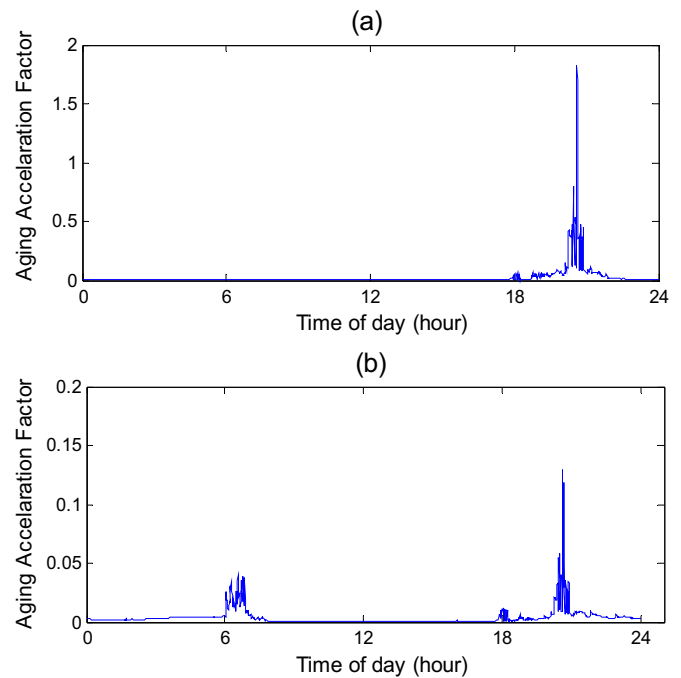 (a)
Aging Accelaration Factor
2
1.5
1
0.5
0
0 6 12 18 24
Time of day (hour)
(b)
Aging Accelaration Factor
0.2
0.15
0.1
0.05
0
0 6 12 18 24
Time of day (hour)